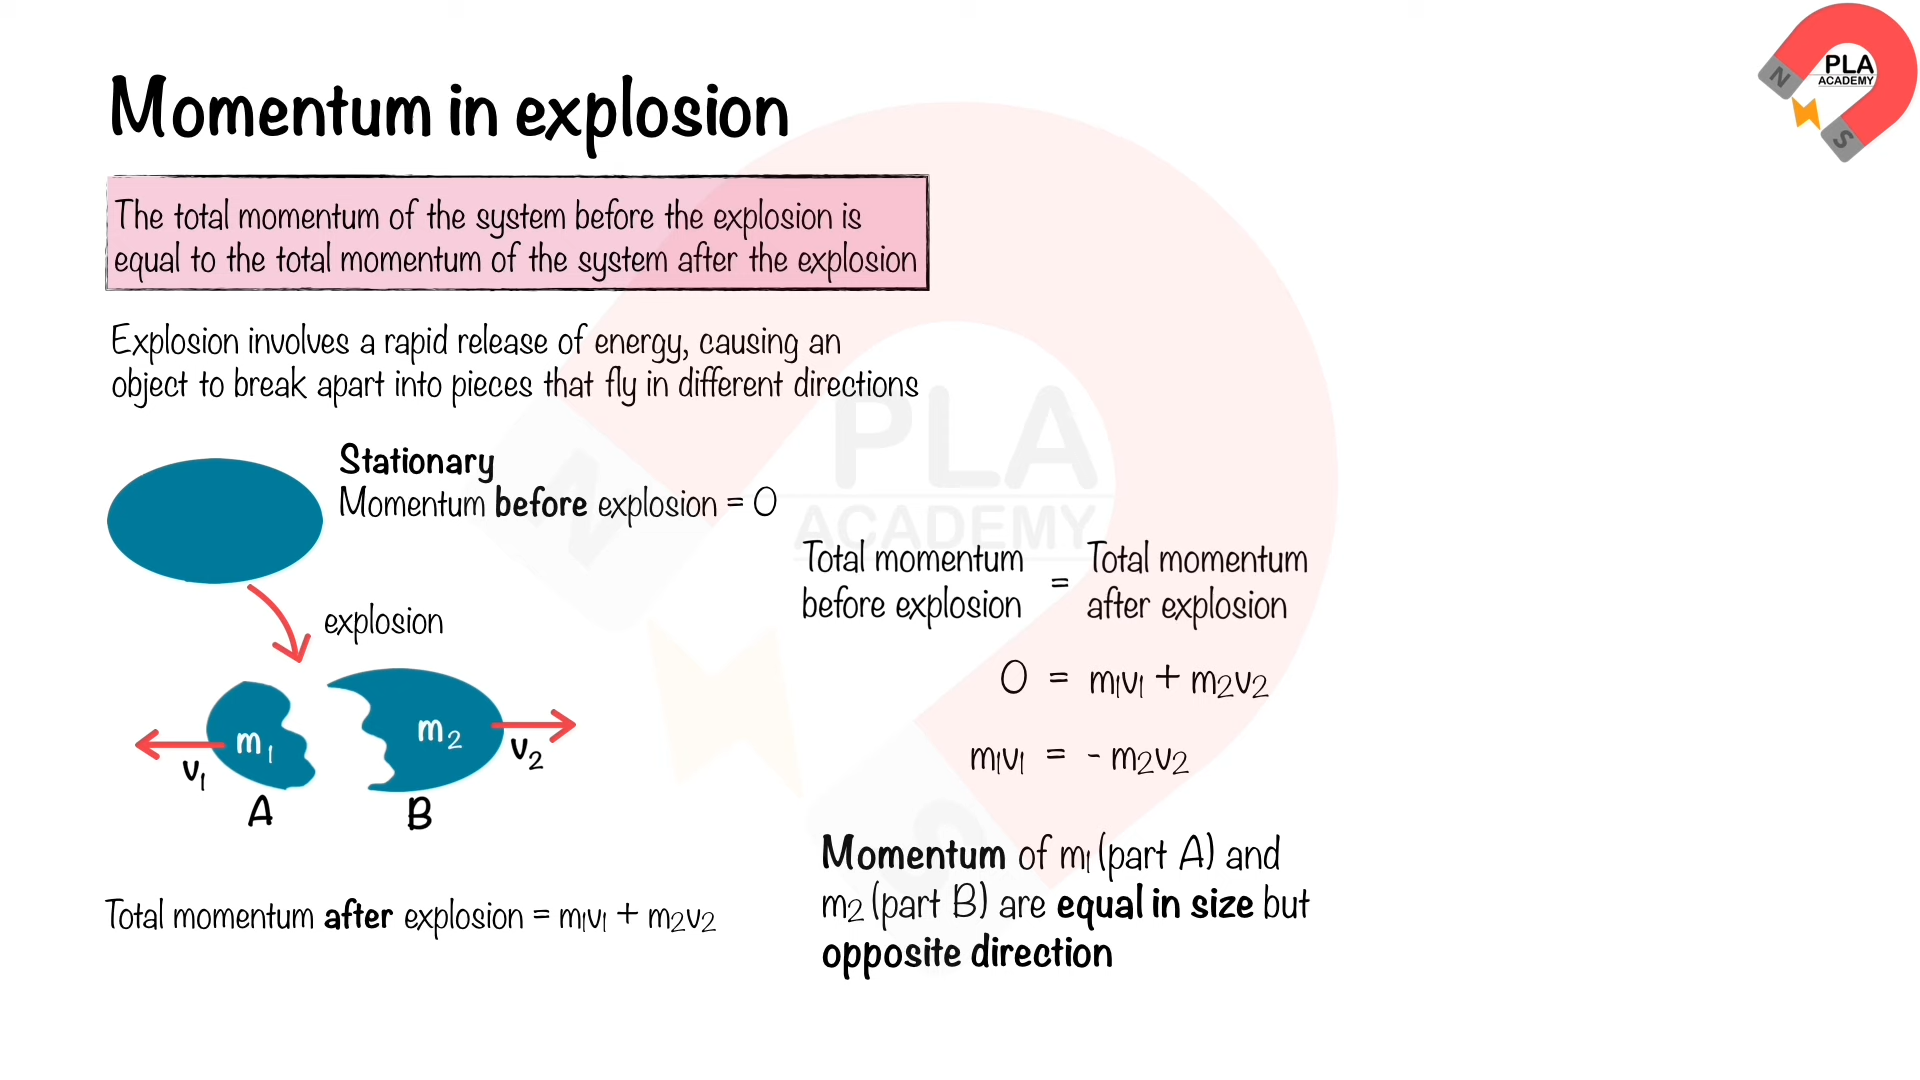 Momentum in explosion
The total momentum of the system before the explosion is
equal to the total momentum of the system after the explosion
Explosion involves a rapid release of energy, causing an
object to break apart into pieces that fly in different directions
Stationary
Momentum before explosion = 0
explosion
m₁
v₁
A
m₂
v₂
B
Total momentum after explosion = m₁v₁ + m₂v₂
Total momentum
before explosion
=
Total momentum
after explosion
0 = m₁v₁ + m₂v₂
m₁v₁ = - m₂v₂
Momentum of m₁ (part A) and
m₂ (part B) are equal in size but
opposite direction
PLA
ACADEMY
N
S
PLA
ACADEMY
N
S